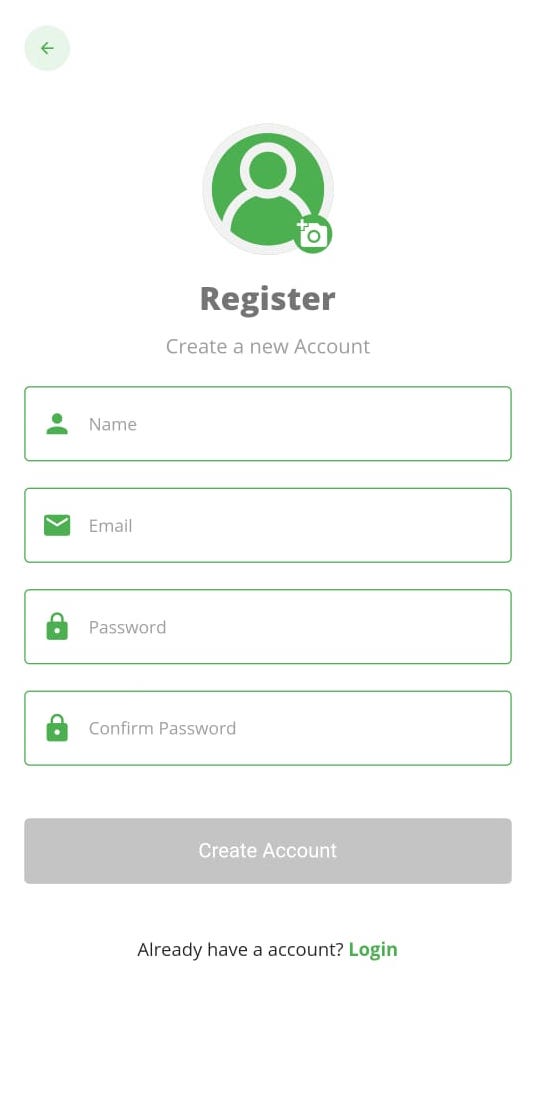 Register
Create a new Account
Name
Email
Password
Confirm Password
Create Account
Already have a account? Login